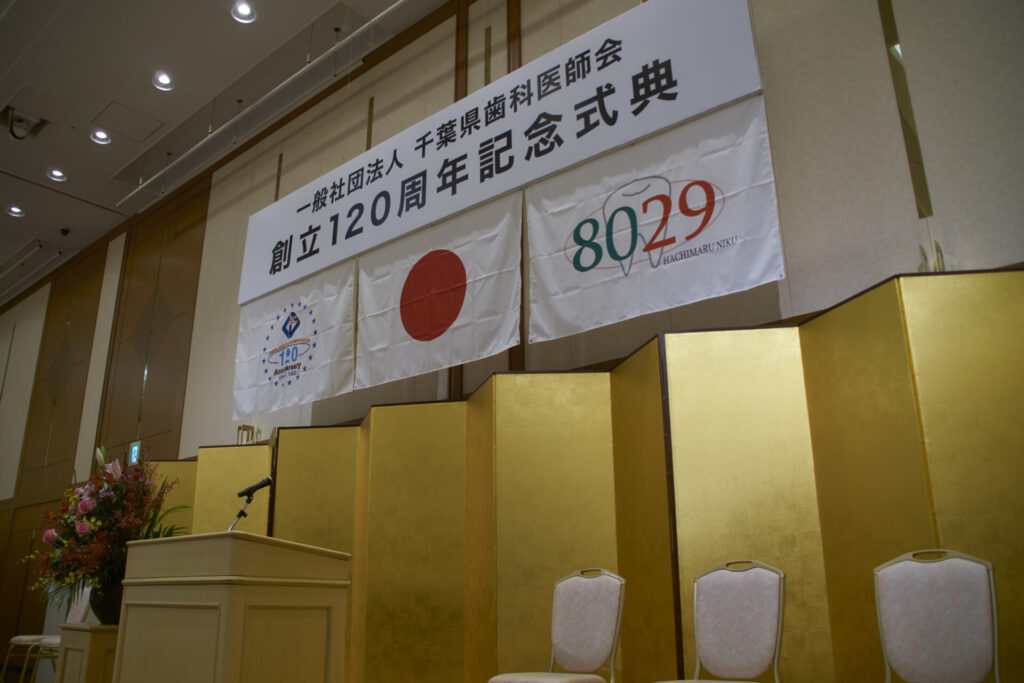 一般社団法人 千葉県歯科医師会
創立120周年記念式典
120
Anniversary
8029
HACHIMARU NIKU